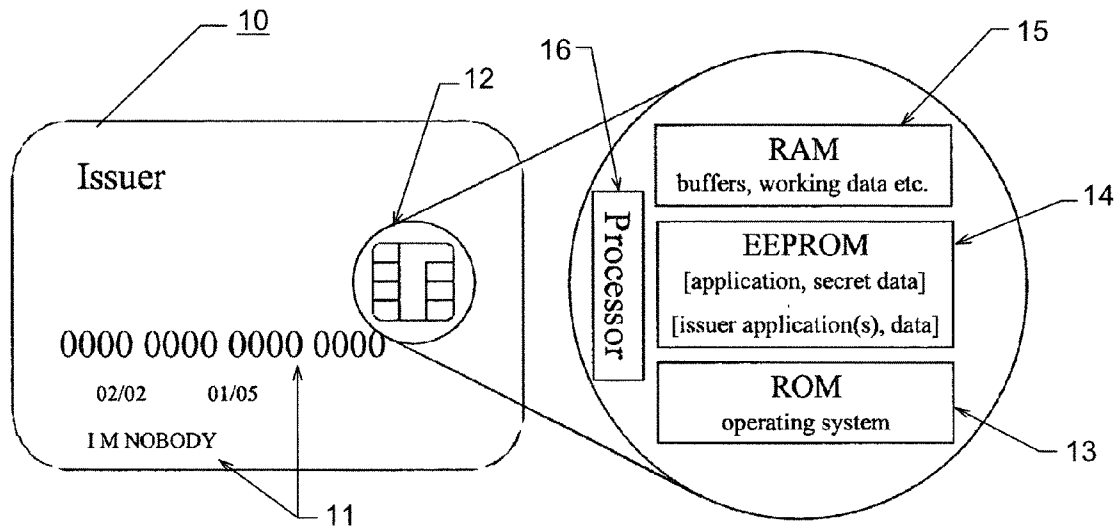 10
Issuer
12
0000 0000 0000 0000
02/02 01/05
I M NOBODY
11
16
15
RAM
buffers, working data etc.
Processor
14
EEPROM
[application, secret data]
[issuer application(s), data]
ROM
operating system
13